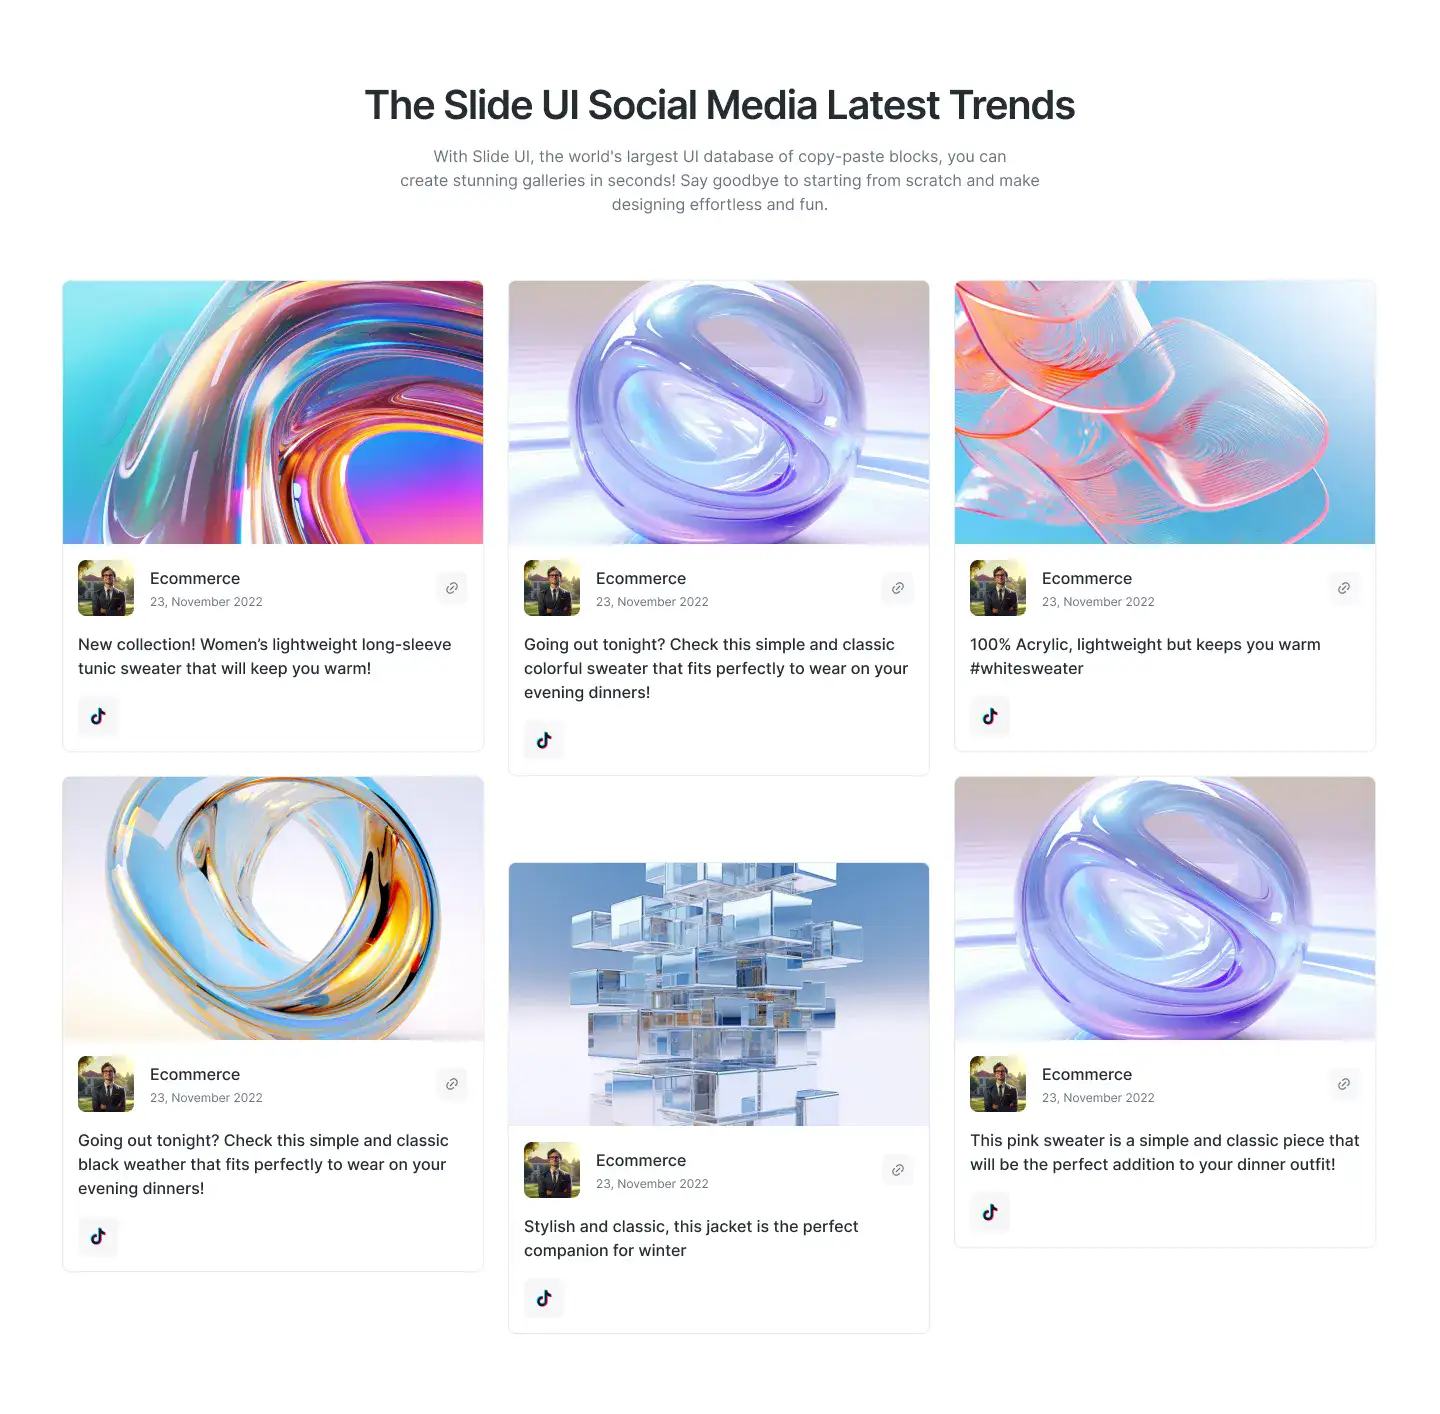 The Slide UI Social Media Latest Trends
With Slide UI, the world's largest UI database of copy-paste blocks, you can
create stunning galleries in seconds! Say goodbye to starting from scratch and make
designing effortless and fun.
Ecommerce
23, November 2022
New collection! Women’s lightweight long-sleeve
tunic sweater that will keep you warm!
Ecommerce
23, November 2022
Going out tonight? Check this simple and classic
colorful sweater that fits perfectly to wear on your
evening dinners!
Ecommerce
23, November 2022
100% Acrylic, lightweight but keeps you warm
#whitesweater
Ecommerce
23, November 2022
Going out tonight? Check this simple and classic
black weather that fits perfectly to wear on your
evening dinners!
Ecommerce
23, November 2022
Stylish and classic, this jacket is the perfect
companion for winter
Ecommerce
23, November 2022
This pink sweater is a simple and classic piece that
will be the perfect addition to your dinner outfit!